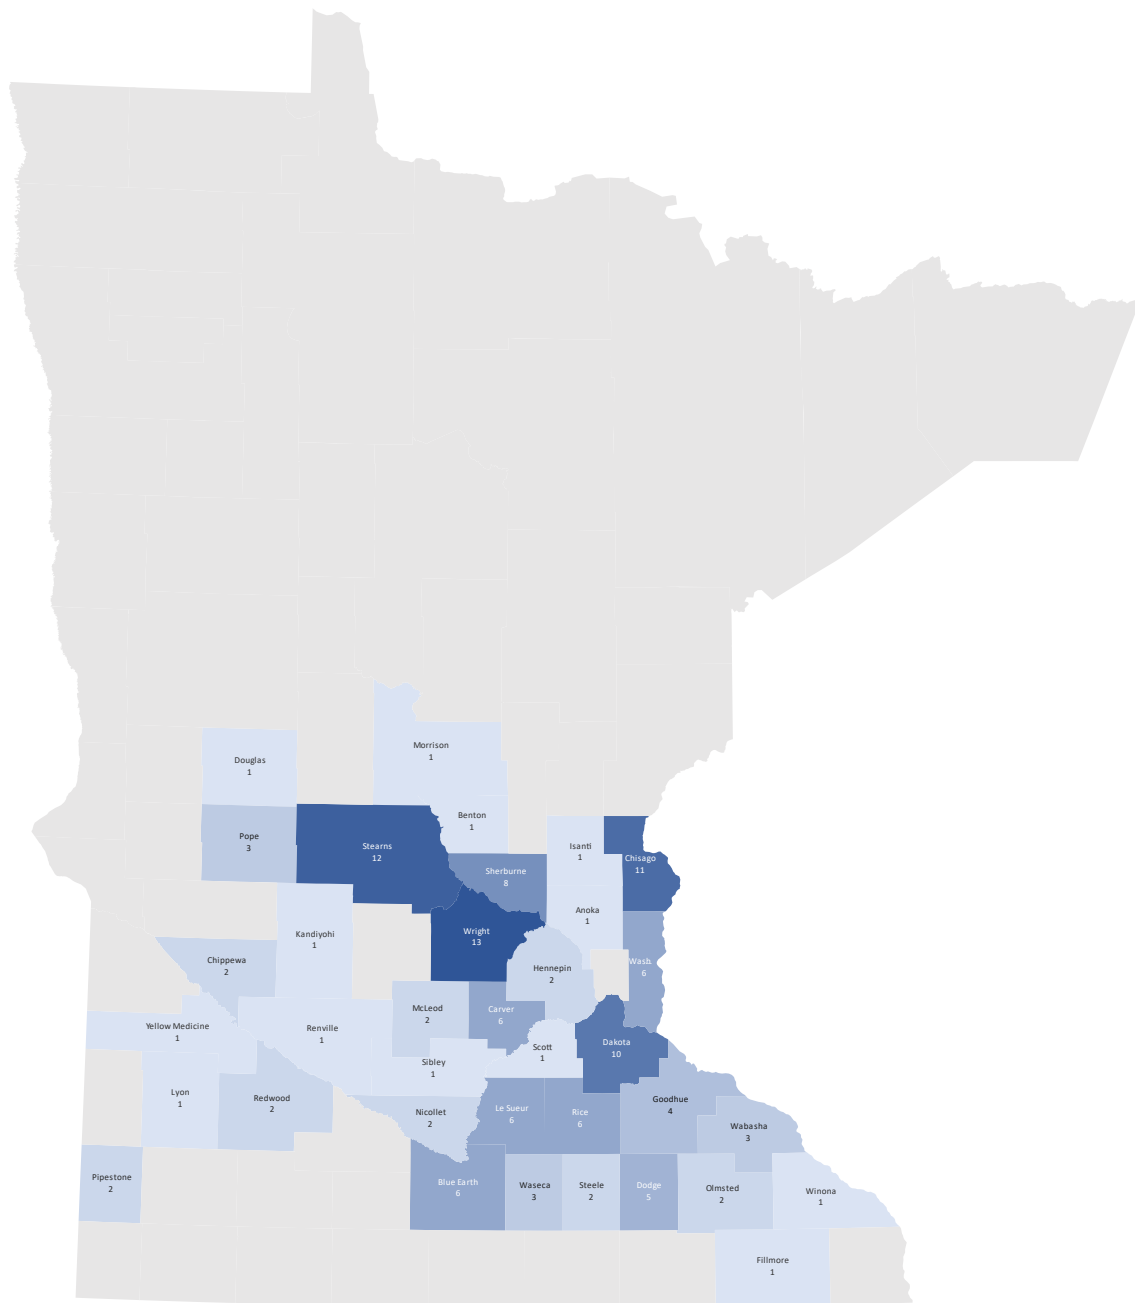 Morrison
1
Douglas
1
Benton
1
Pope
3
Stearns
12
Isanti
1
Chisago
11
Sherburne
8
Anoka
1
Wright
13
Kandiyohi
1
Chippewa
2
Hennepin
2
Wash.
6
McLeod
2
Carver
6
Yellow Medicine
1
Renville
1
Scott
1
Dakota
10
Sibley
1
Lyon
1
Redwood
2
Nicollet
2
Le Sueur
6
Rice
6
Goodhue
4
Wabasha
3
Pipestone
2
Blue Earth
6
Waseca
3
Steele
2
Dodge
5
Olmsted
2
Winona
1
Fillmore
1